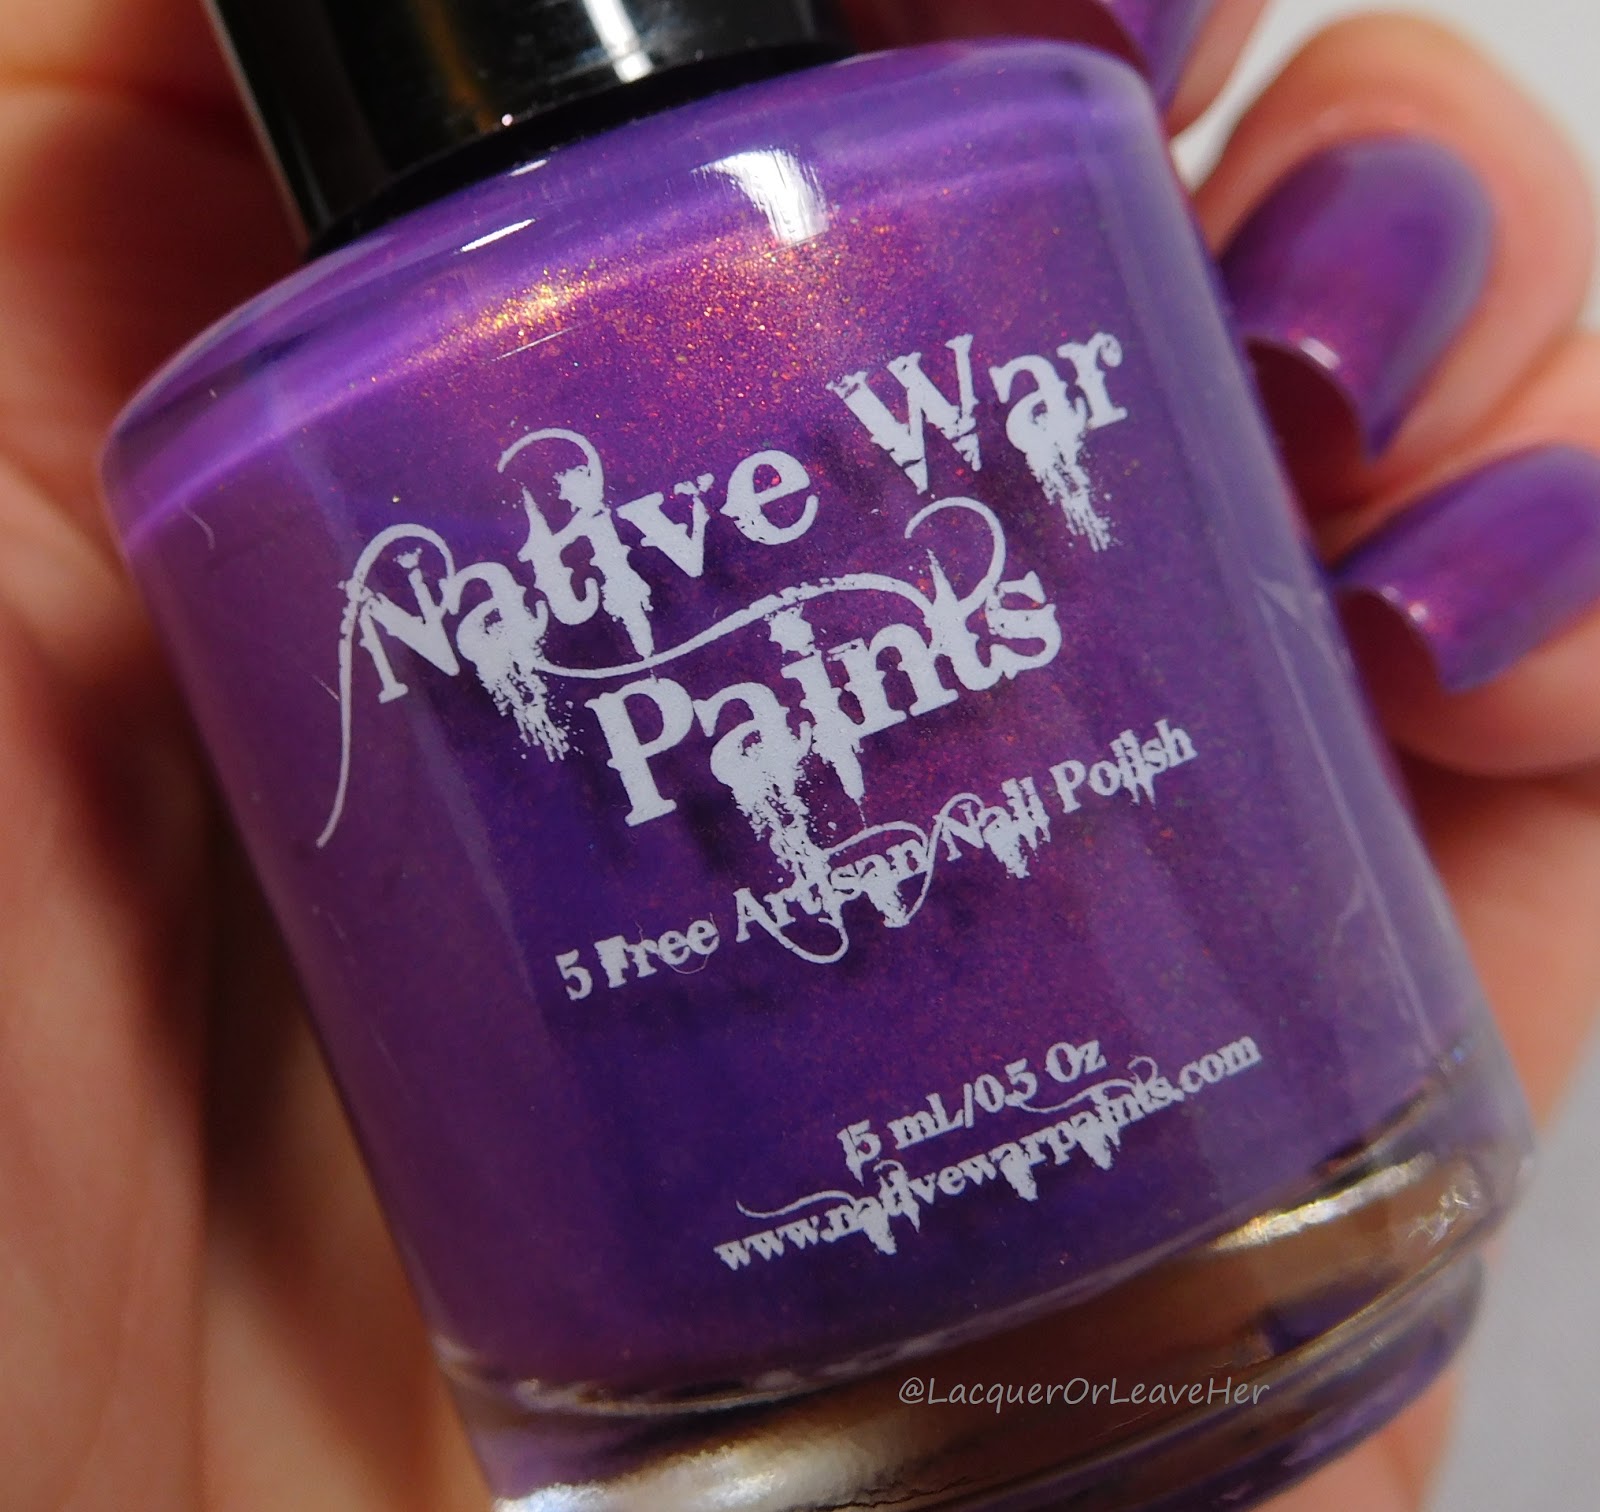 Native War
Paints
5 Free Artisan Nail Polish
15 mL/0.5 Oz
www.nativewarpaints.com
@LacquerOrLeaveHer